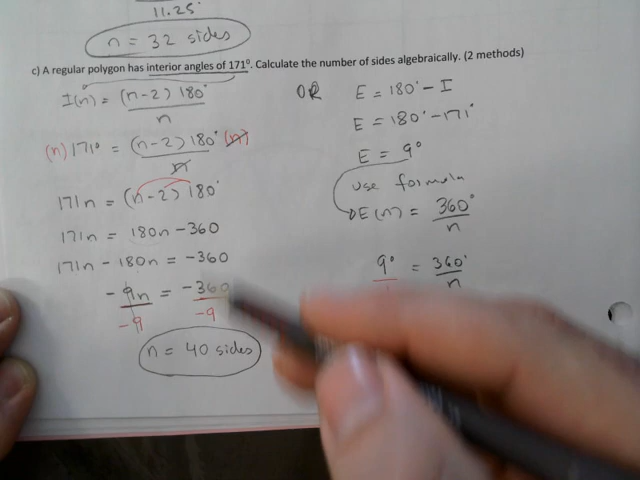 11.25°
n = 32 sides
c) A regular polygon has interior angles of 171°. Calculate the number of sides algebraically. (2 methods)
I(n) = (n-2) 180°
n
(n) 171° = (n-2) 180° (n)
n
171n = (n-2) 180°
171n = 180n - 360
171n - 180n = -360
-9n = -360
-9 -9
n = 40 sides
OR E = 180° - I
E = 180° - 171°
E = 9°
use formula
E(n) = 360°
n
9° = 360°
1 n